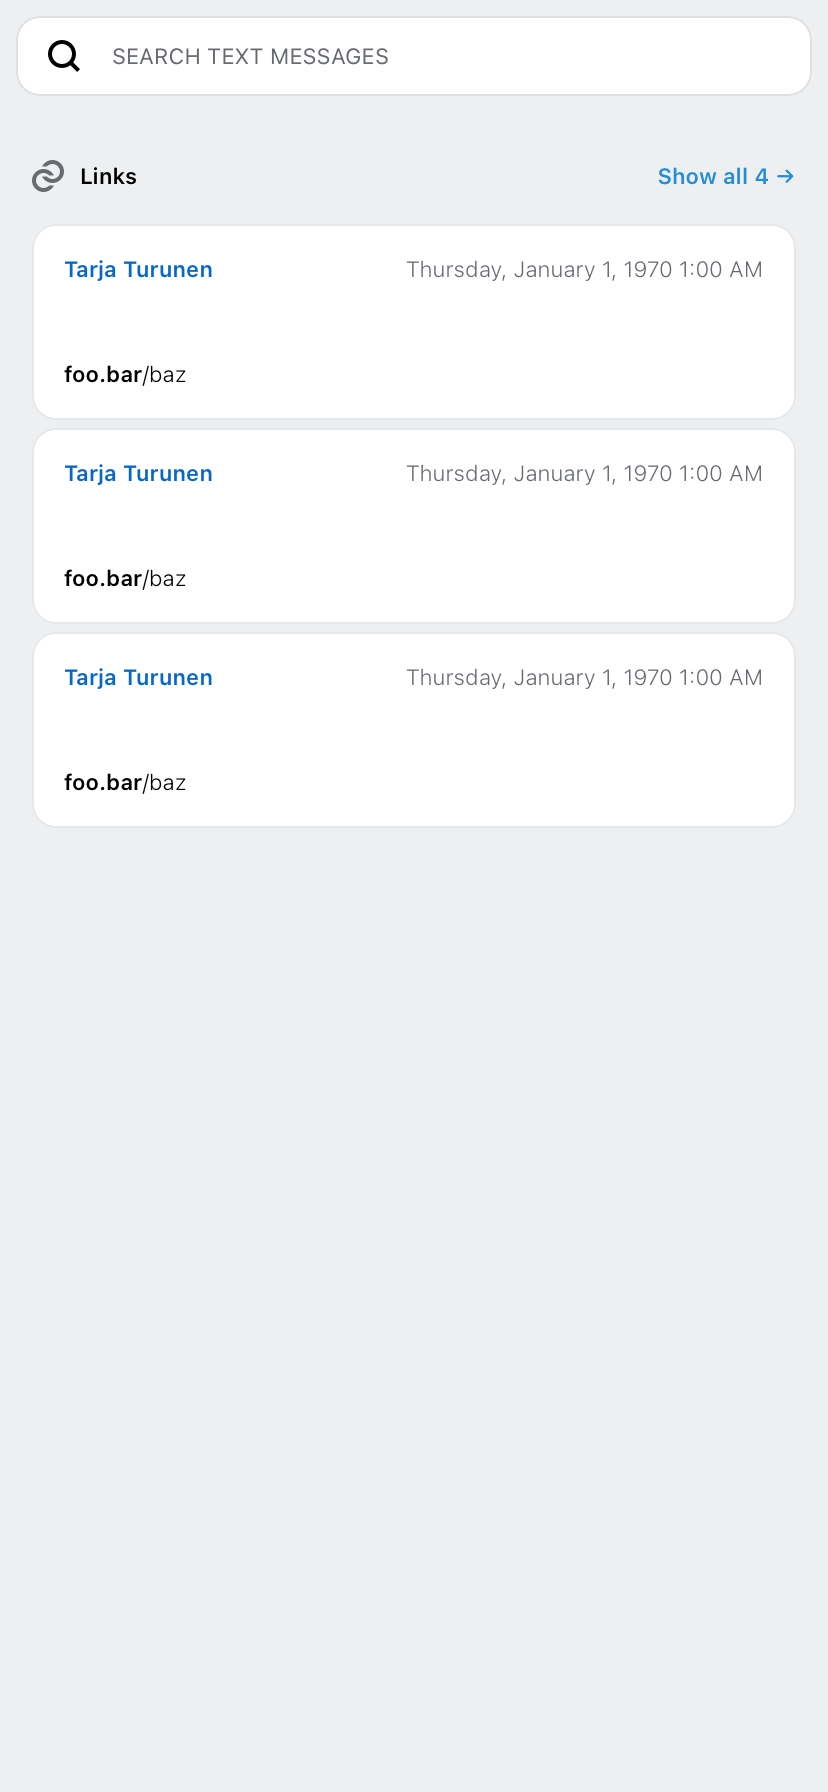 SEARCH TEXT MESSAGES
Links
Show all 4 →
Tarja Turunen
Thursday, January 1, 1970 1:00 AM
foo.bar/baz
Tarja Turunen
Thursday, January 1, 1970 1:00 AM
foo.bar/baz
Tarja Turunen
Thursday, January 1, 1970 1:00 AM
foo.bar/baz